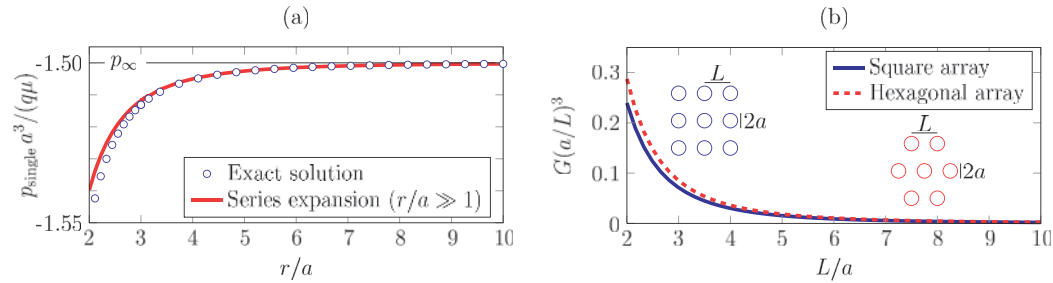 (a)
-1.50
p∞
-1.55
p_single a³/(qμ)
Exact solution
Series expansion (r/a ≫ 1)
2 3 4 5 6 7 8 9 10
r/a
(b)
0.3
0.2
0.1
0
G(a/L)³
L
2a
Square array
Hexagonal array
L
2a
2 3 4 5 6 7 8 9 10
L/a